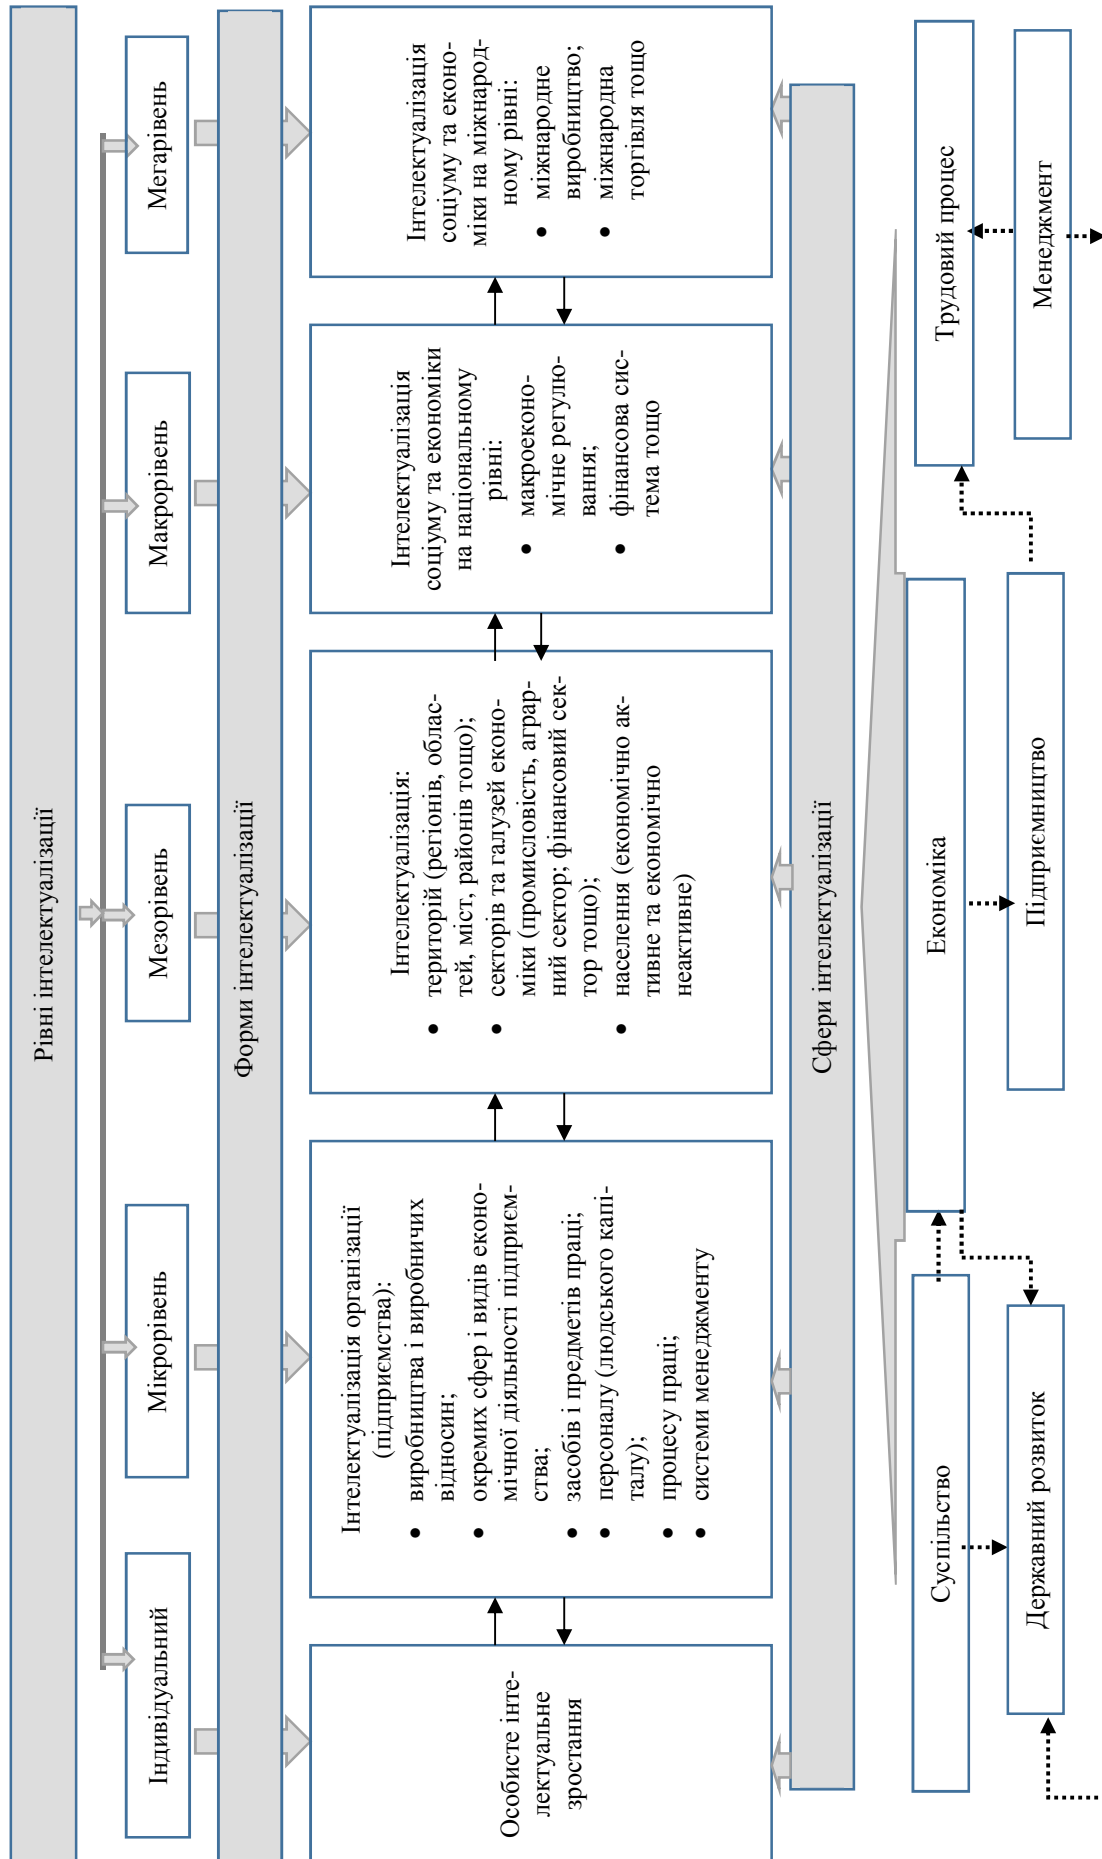 Рівні інтелектуалізації
Індивідуальний
Мікрорівень
Мезорівень
Макрорівень
Мегарівень
Форми інтелектуалізації
Особисте інте-
лектуальне
зростання
Інтелектуалізація організації
(підприємства):
• виробництва і виробничих
відносин;
• окремих сфер і видів еконо-
мічної діяльності підприєм-
ства;
• засобів і предметів праці;
• персоналу (людського капі-
талу);
• процесу праці;
• системи менеджменту
Інтелектуалізація:
• територій (регіонів, облас-
тей, міст, районів тощо);
• секторів та галузей еконо-
міки (промисловість, аграр-
ний сектор; фінансовий сек-
тор тощо);
• населення (економічно ак-
тивне та економічно
неактивне)
Інтелектуалізація
соціуму та економіки
на національному
рівні:
• макроеконо-
мічне регулю-
вання;
• фінансова сис-
тема тощо
Інтелектуалізація
соціуму та еконо-
міки на міжнарод-
ному рівні:
• міжнародне
виробництво;
• міжнародна
торгівля тощо
Сфери інтелектуалізації
Суспільство
Економіка
Трудовий процес
Державний розвиток
Підприємництво
Менеджмент